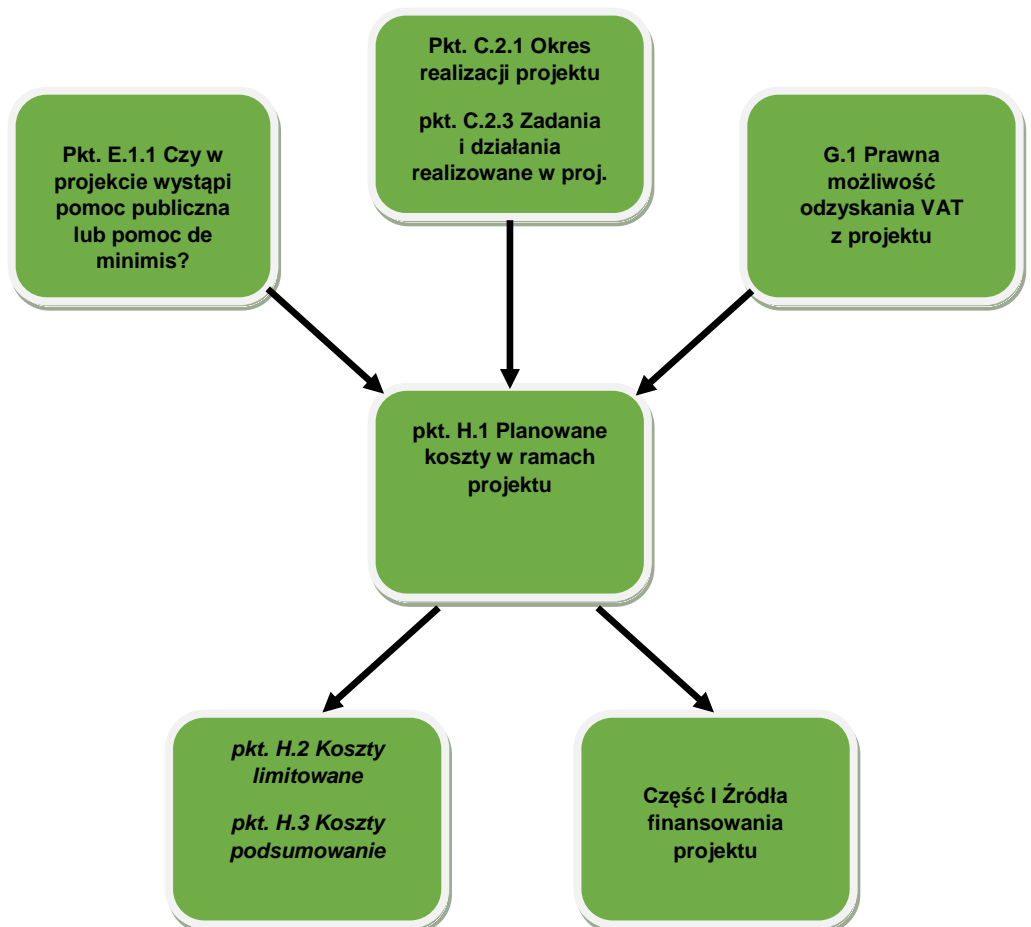 Pkt. E.1.1 Czy w
projekcie wystąpi
pomoc publiczna
lub pomoc de
minimis?
Pkt. C.2.1 Okres
realizacji projektu
pkt. C.2.3 Zadania
i działania
realizowane w proj.
G.1 Prawna
możliwość
odzyskania VAT
z projektu
pkt. H.1 Planowane
koszty w ramach
projektu
pkt. H.2 Koszty
limitowane
pkt. H.3 Koszty
podsumowanie
Część I Źródła
finansowania
projektu